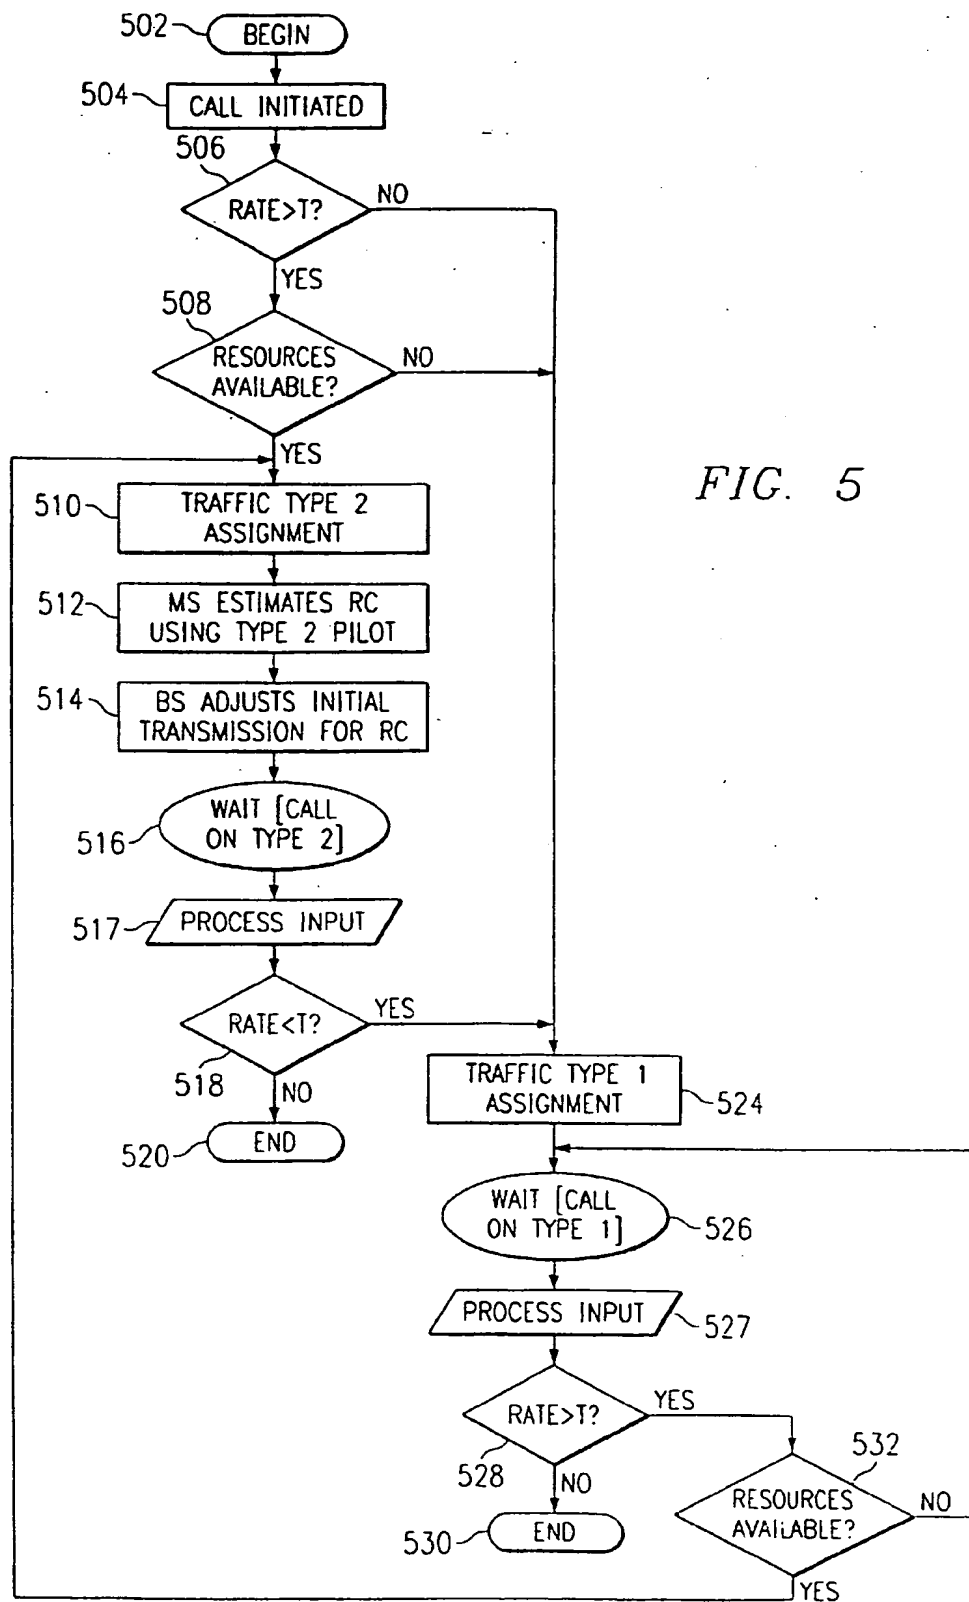 502
BEGIN
504
CALL INITIATED
506
RATE>T?
NO
YES
508
RESOURCES
AVAILABLE?
NO
YES
FIG. 5
510
TRAFFIC TYPE 2
ASSIGNMENT
512
MS ESTIMATES RC
USING TYPE 2 PILOT
514
BS ADJUSTS INITIAL
TRANSMISSION FOR RC
516
WAIT [CALL
ON TYPE 2]
517
PROCESS INPUT
RATE<T?
YES
518
NO
520
END
TRAFFIC TYPE 1
ASSIGNMENT
524
WAIT [CALL
ON TYPE 1]
526
PROCESS INPUT
527
RATE>T?
YES
528
NO
530
END
532
RESOURCES
AVAILABLE?
NO
YES